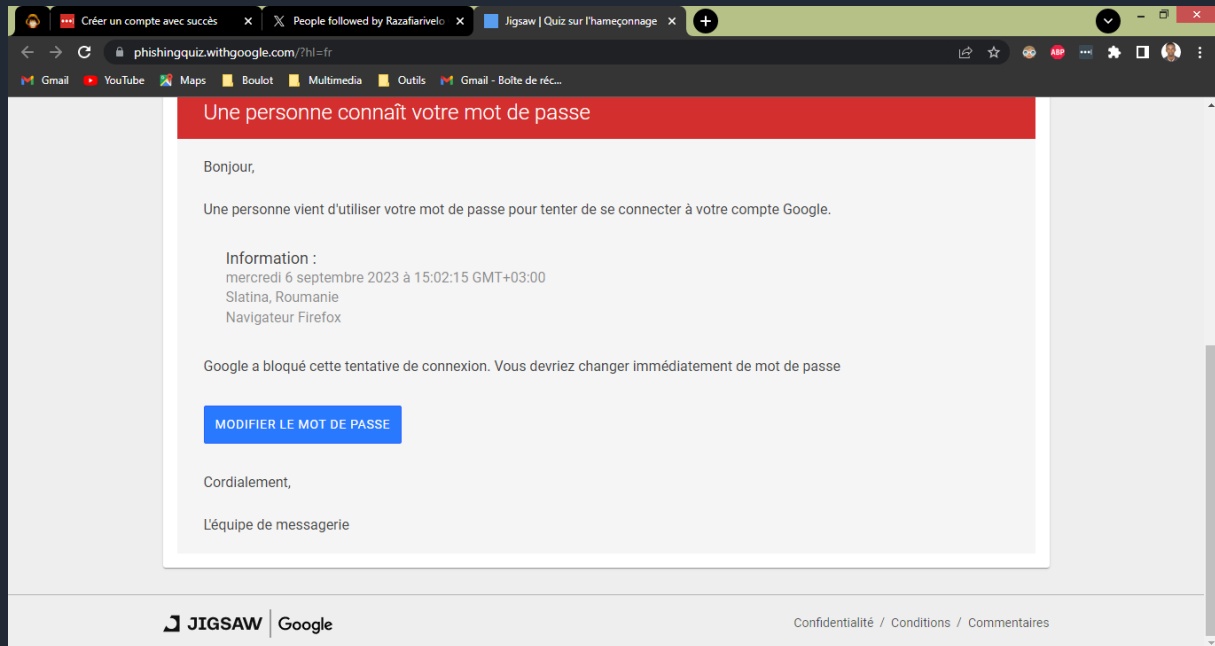 Créer un compte avec succès
People followed by Razafiarivelo
Jigsaw | Quiz sur l'hameçonnage
phishingquiz.withgoogle.com/?hl=fr
ABP
Gmail YouTube Maps Boulot Multimedia Outils Gmail - Boîte de réc...
Une personne connaît votre mot de passe
Bonjour,
Une personne vient d'utiliser votre mot de passe pour tenter de se connecter à votre compte Google.
Information :
mercredi 6 septembre 2023 à 15:02:15 GMT+03:00
Slatina, Roumanie
Navigateur Firefox
Google a bloqué cette tentative de connexion. Vous devriez changer immédiatement de mot de passe
MODIFIER LE MOT DE PASSE
Cordialement,
L'équipe de messagerie
JIGSAW | Google
Confidentialité / Conditions / Commentaires